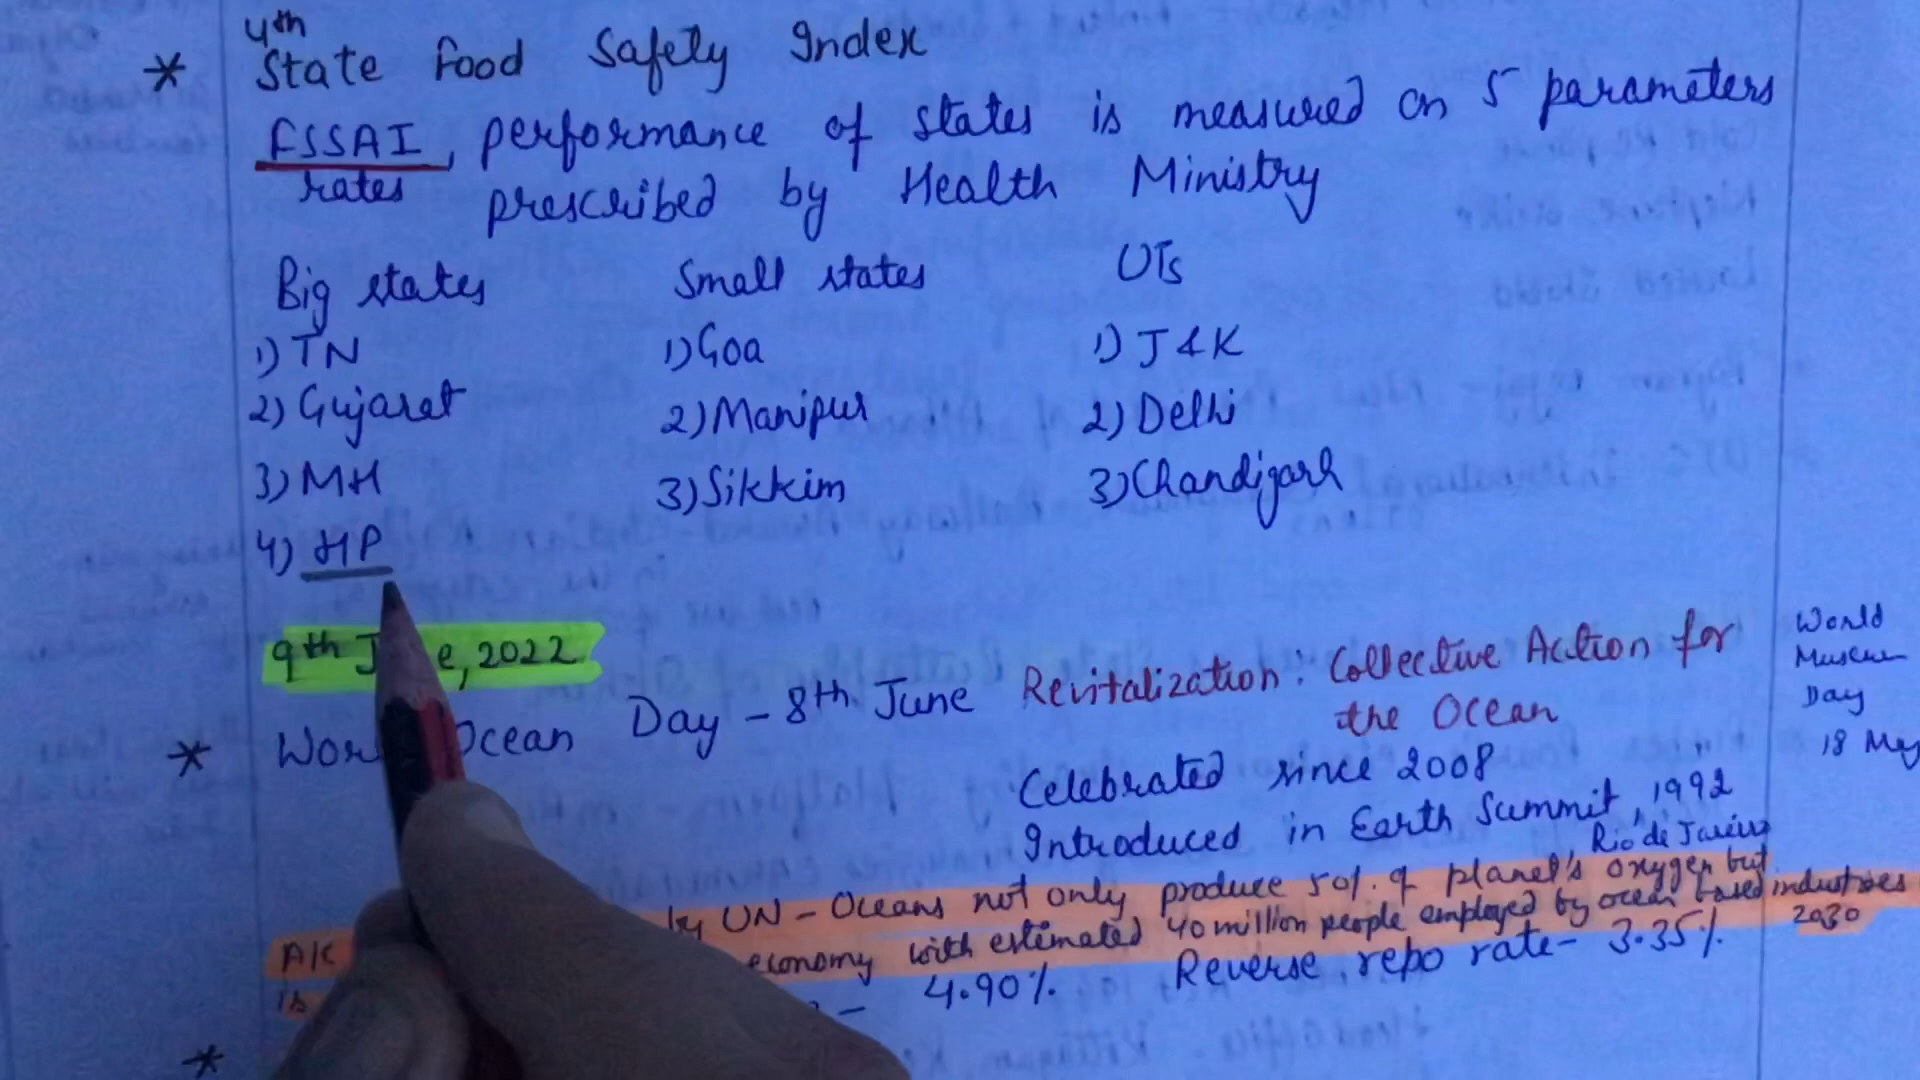 4th
* State Food Safety Index
FSSAI, performance of states is measured on 5 parameters
rates prescribed by Health Ministry
Big states Small states UTs
1) TN 1) Goa 1) J&K
2) Gujarat 2) Manipur 2) Delhi
3) MH 3) Sikkim 3) Chandigarh
4) HP
9th J e, 2022
* Wor Ocean Day - 8th June Revitalization: Collective Action for
the Ocean
Celebrated since 2008
Introduced in Earth Summit, 1992
Rio de Janeiro
World
Museum
Day
18 May
A/c by UN - Oceans not only produce 50% of planet's oxygen but
economy with estimated 40 million people employed by ocean based industries
2030
- 4.90% Reverse repo rate - 3.35%
*